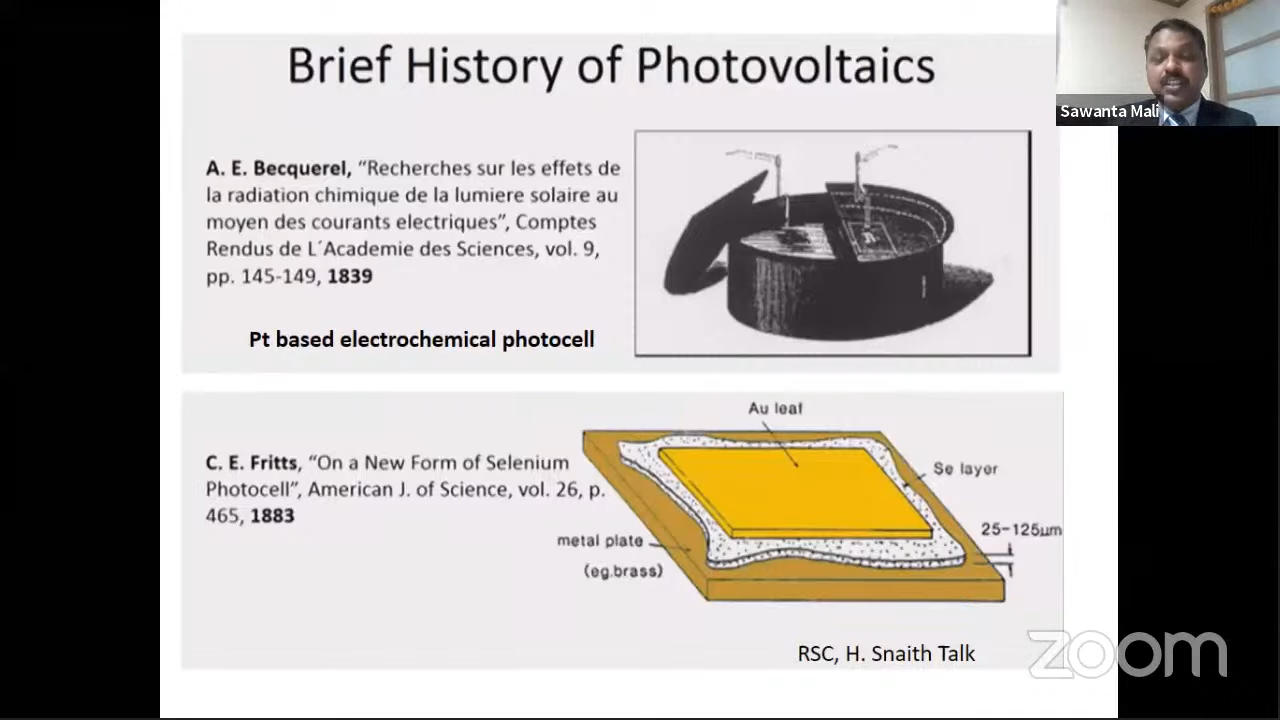 Brief History of Photovoltaics
Sawanta Mali
A. E. Becquerel, “Recherches sur les effets de
la radiation chimique de la lumiere solaire au
moyen des courants electriques”, Comptes
Rendus de L´Academie des Sciences, vol. 9,
pp. 145-149, 1839
Pt based electrochemical photocell
C. E. Fritts, “On a New Form of Selenium
Photocell”, American J. of Science, vol. 26, p.
465, 1883
Au leaf
Se layer
25-125µm
metal plate
(eg.brass)
RSC, H. Snaith Talk
zoom